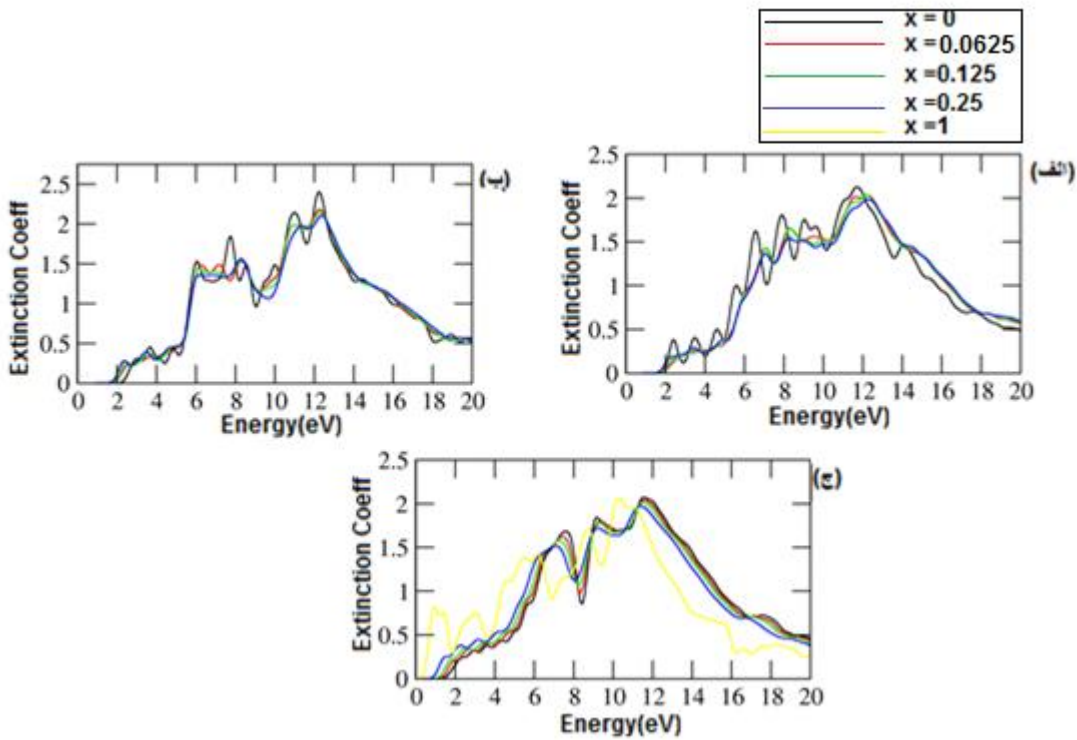 x = 0
x = 0.0625
x =0.125
x =0.25
x =1
(ب)
2.5
2
1.5
1
0.5
0
Extinction Coeff
0 2 4 6 8 10 12 14 16 18 20
Energy(eV)
(الف)
2.5
2
1.5
1
0.5
0
Extinction Coeff
0 2 4 6 8 10 12 14 16 18 20
Energy(eV)
(ج)
2.5
2
1.5
1
0.5
0
Extinction Coeff
0 2 4 6 8 10 12 14 16 18 20
Energy(eV)